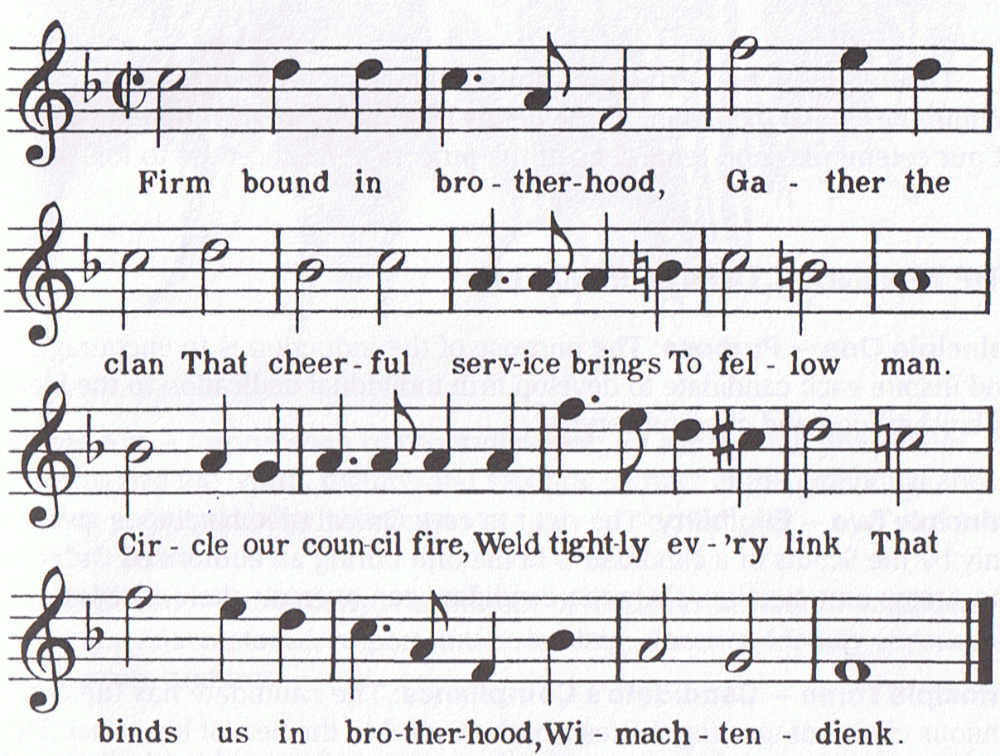 Firm bound in bro - ther-hood, Ga - ther the
clan That cheer - ful serv-ice brings To fel - low man.
Cir - cle our coun-cil fire, Weld tight-ly ev - 'ry link That
binds us in bro-ther-hood, Wi - mach - ten - dienk.